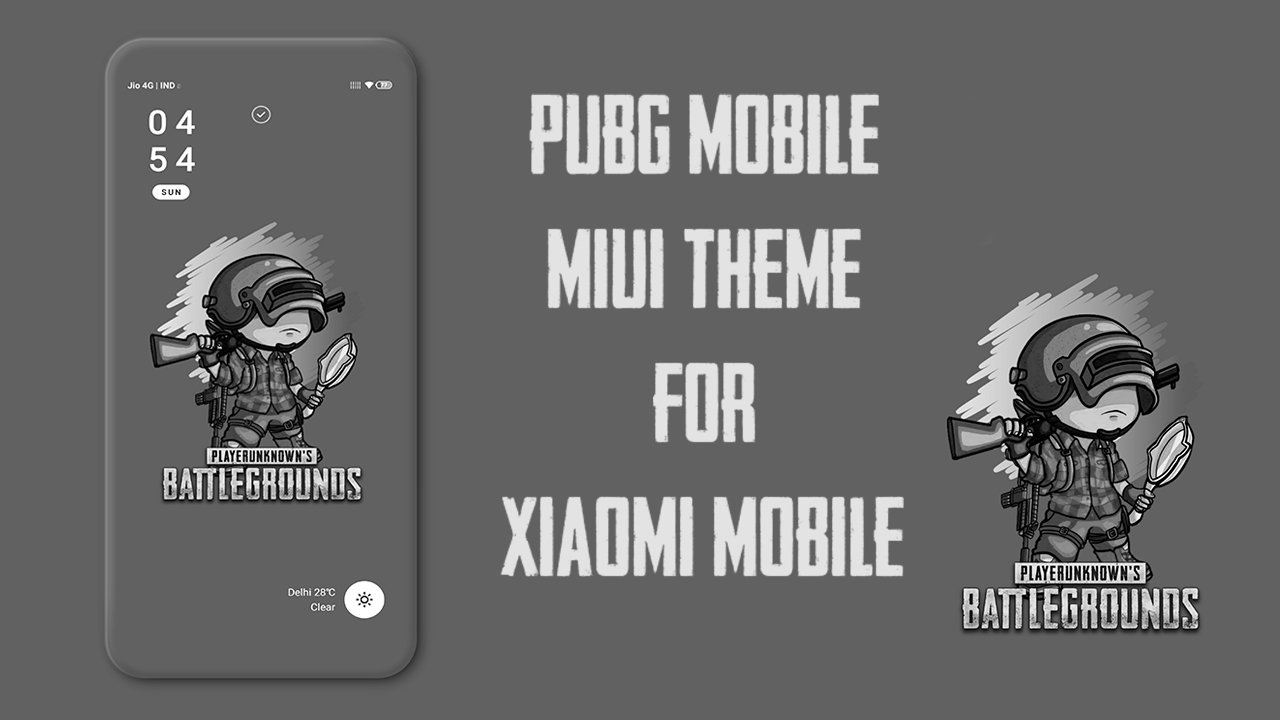 Jio 4G | IND
04
54
SUN
PLAYERUNKNOWN'S
BATTLEGROUNDS
Delhi 28℃
Clear
PUBG MOBILE
MIUI THEME
FOR
XIAOMI MOBILE
PLAYERUNKNOWN'S
BATTLEGROUNDS